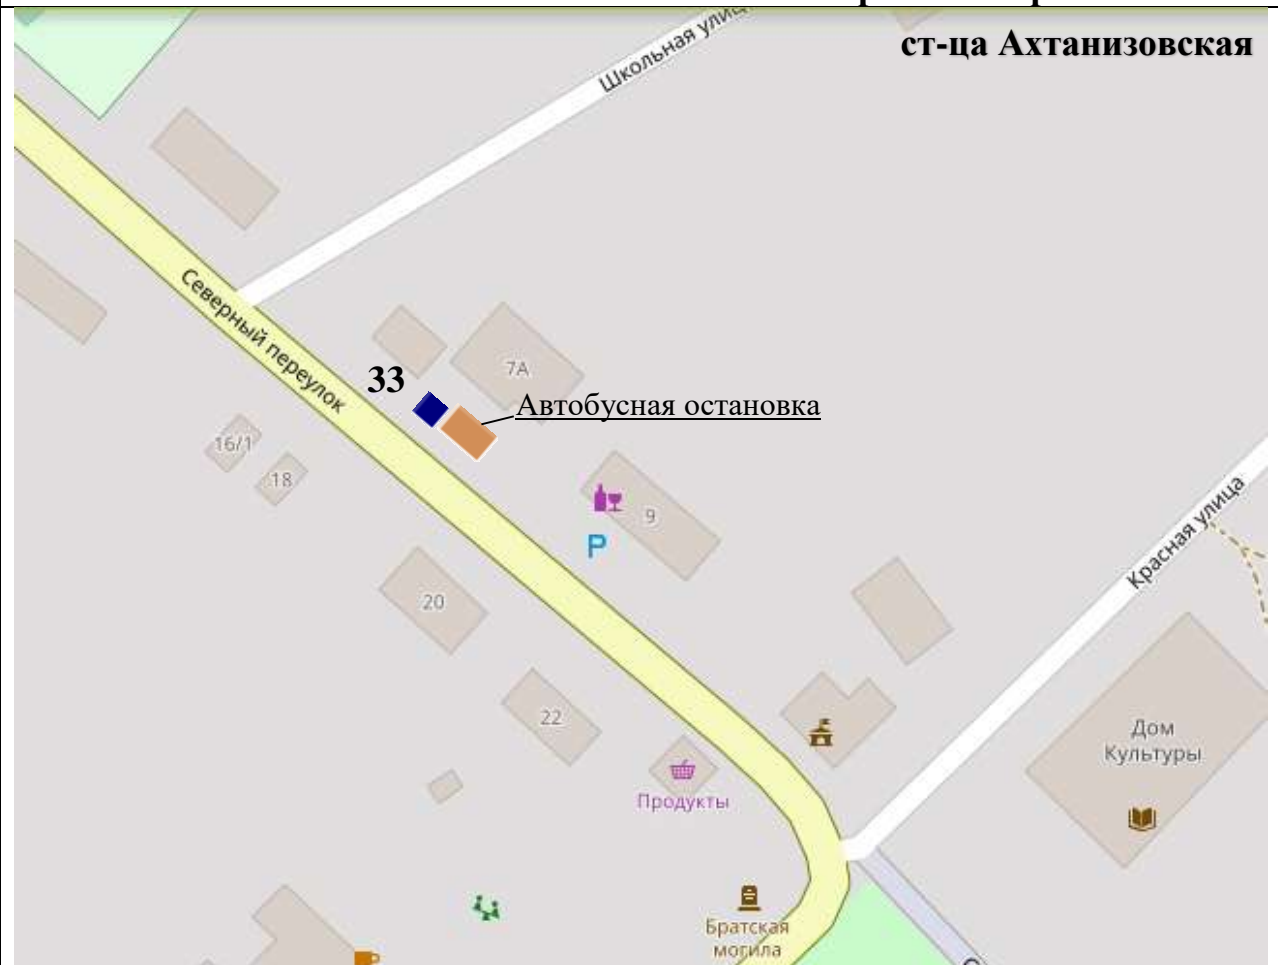 ст-ца Ахтанизовская
Школьная улиц
Северный переулок
7А
33
Автобусная остановка
16/1
18
9
P
Красная улица
20
22
Дом
Культуры
Продукты
Братская
могила